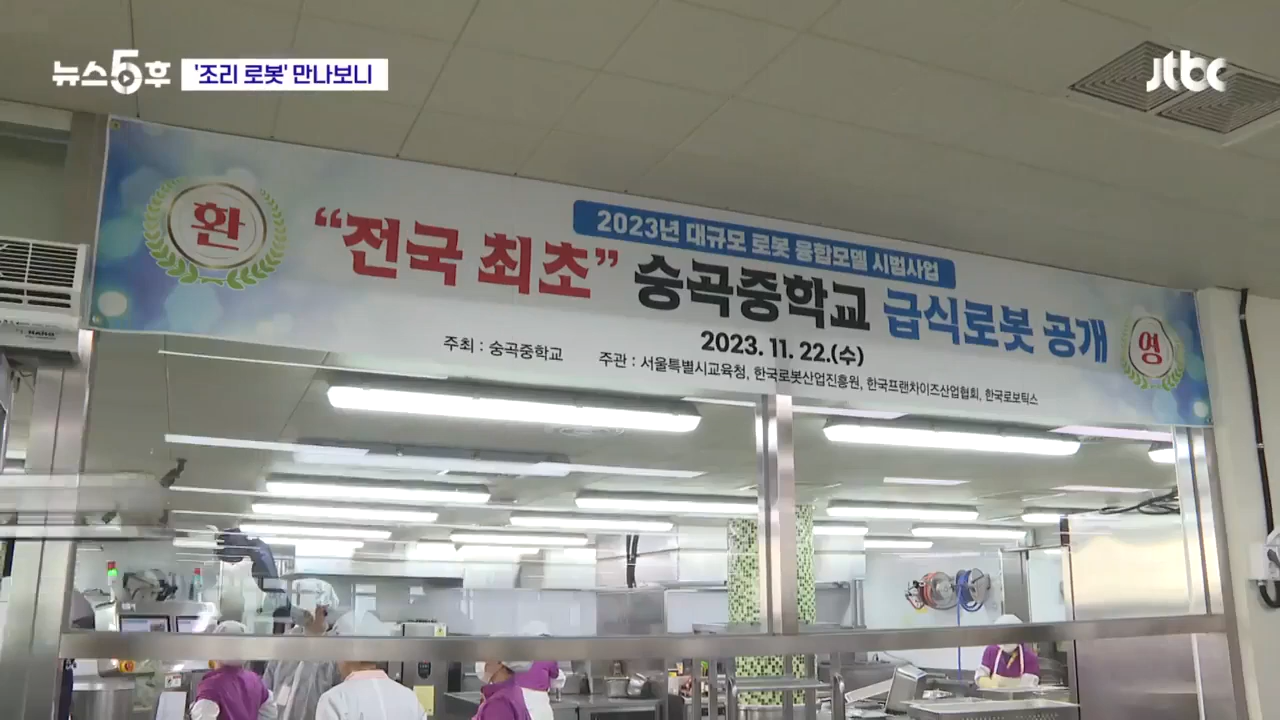 뉴스5후
'조리 로봇' 만나보니
jtbc
환
2023년 대규모 로봇 융합모델 시범사업
“전국 최초” 숭곡중학교 급식로봇 공개
영
2023. 11. 22.(수)
주최 : 숭곡중학교 주관 : 서울특별시교육청, 한국로봇산업진흥원, 한국프랜차이즈산업협회, 한국로보틱스